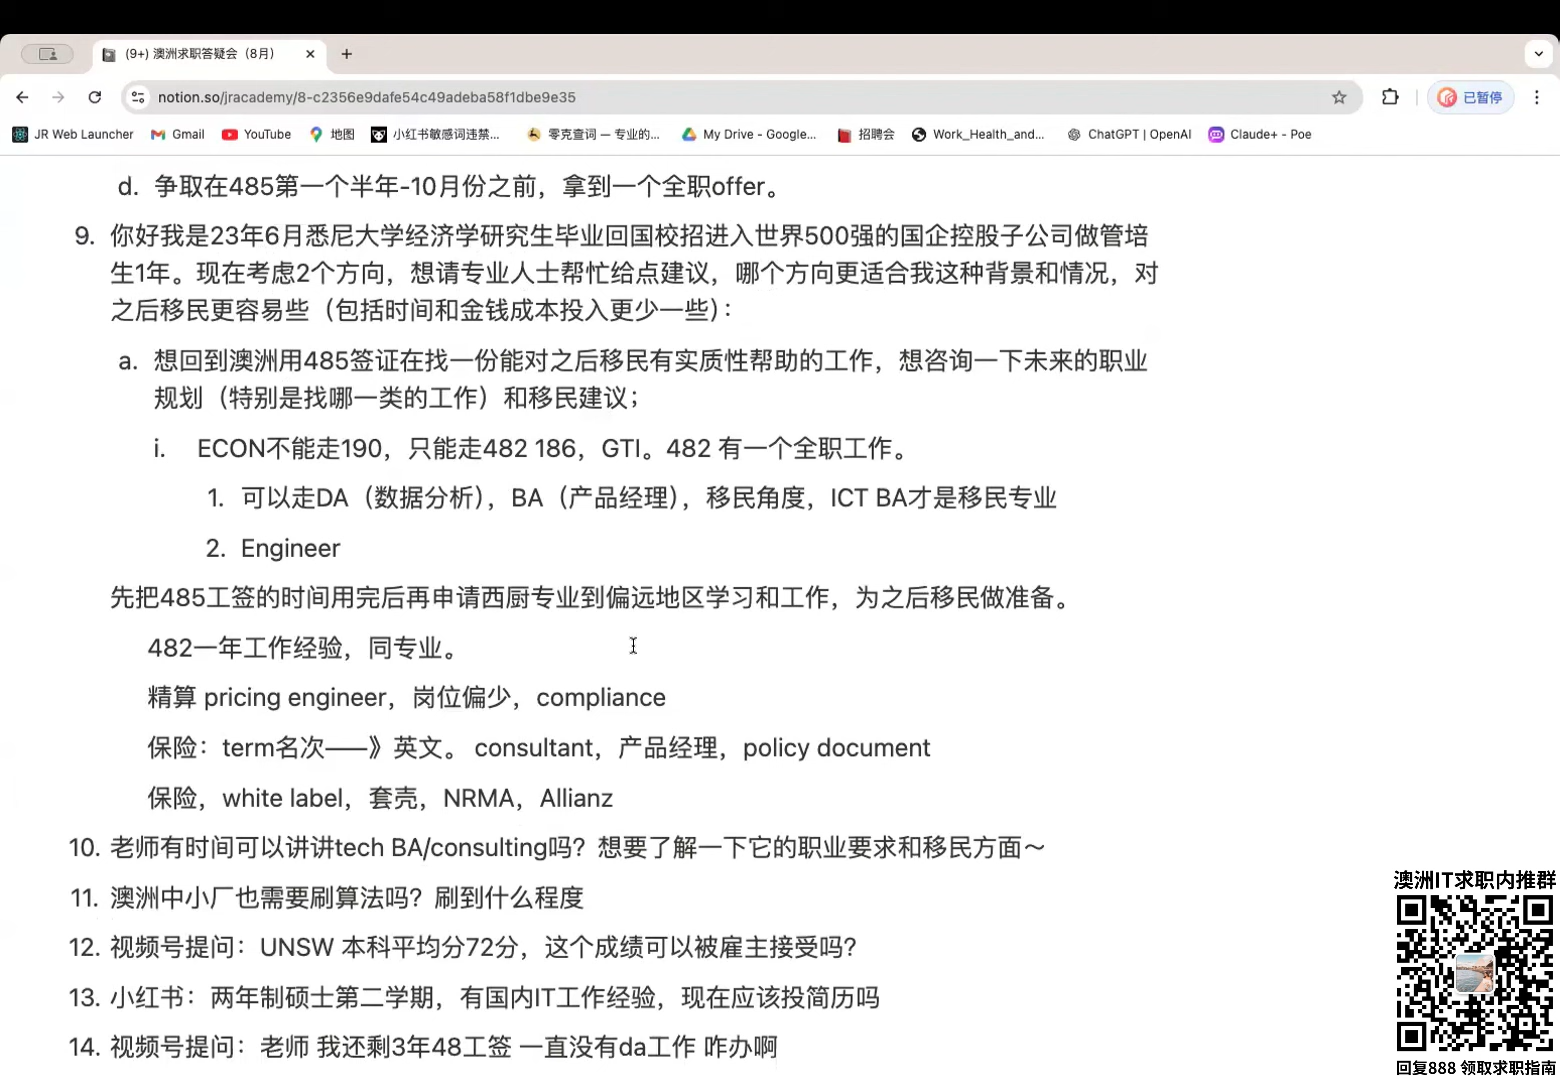 (9+) 澳洲求职答疑会（8月）
notion.so/jracademy/8-c2356e9dafe54c49adeba58f1dbe9e35
已暂停
JR Web Launcher Gmail YouTube 地图 小红书敏感词违禁... 零克查词 — 专业的... My Drive - Google... 招聘会 Work_Health_and... ChatGPT | OpenAI Claude+ - Poe
d. 争取在485第一个半年-10月份之前，拿到一个全职offer。
9. 你好我是23年6月悉尼大学经济学研究生毕业回国校招进入世界500强的国企控股子公司做管培
生1年。现在考虑2个方向，想请专业人士帮忙给点建议，哪个方向更适合我这种背景和情况，对
之后移民更容易些（包括时间和金钱成本投入更少一些）：
a. 想回到澳洲用485签证在找一份能对之后移民有实质性帮助的工作，想咨询一下未来的职业
规划（特别是找哪一类的工作）和移民建议；
i. ECON不能走190，只能走482 186，GTI。482 有一个全职工作。
1. 可以走DA（数据分析），BA（产品经理），移民角度，ICT BA才是移民专业
2. Engineer
先把485工签的时间用完后再申请西厨专业到偏远地区学习和工作，为之后移民做准备。
482一年工作经验，同专业。
精算 pricing engineer，岗位偏少，compliance
保险：term名次——》英文。 consultant，产品经理，policy document
保险，white label，套壳，NRMA，Allianz
10. 老师有时间可以讲讲tech BA/consulting吗？想要了解一下它的职业要求和移民方面～
11. 澳洲中小厂也需要刷算法吗？刷到什么程度
12. 视频号提问：UNSW 本科平均分72分，这个成绩可以被雇主接受吗？
13. 小红书：两年制硕士第二学期，有国内IT工作经验，现在应该投简历吗
14. 视频号提问：老师 我还剩3年48工签 一直没有da工作 咋办啊
澳洲IT求职内推群
回复888 领取求职指南